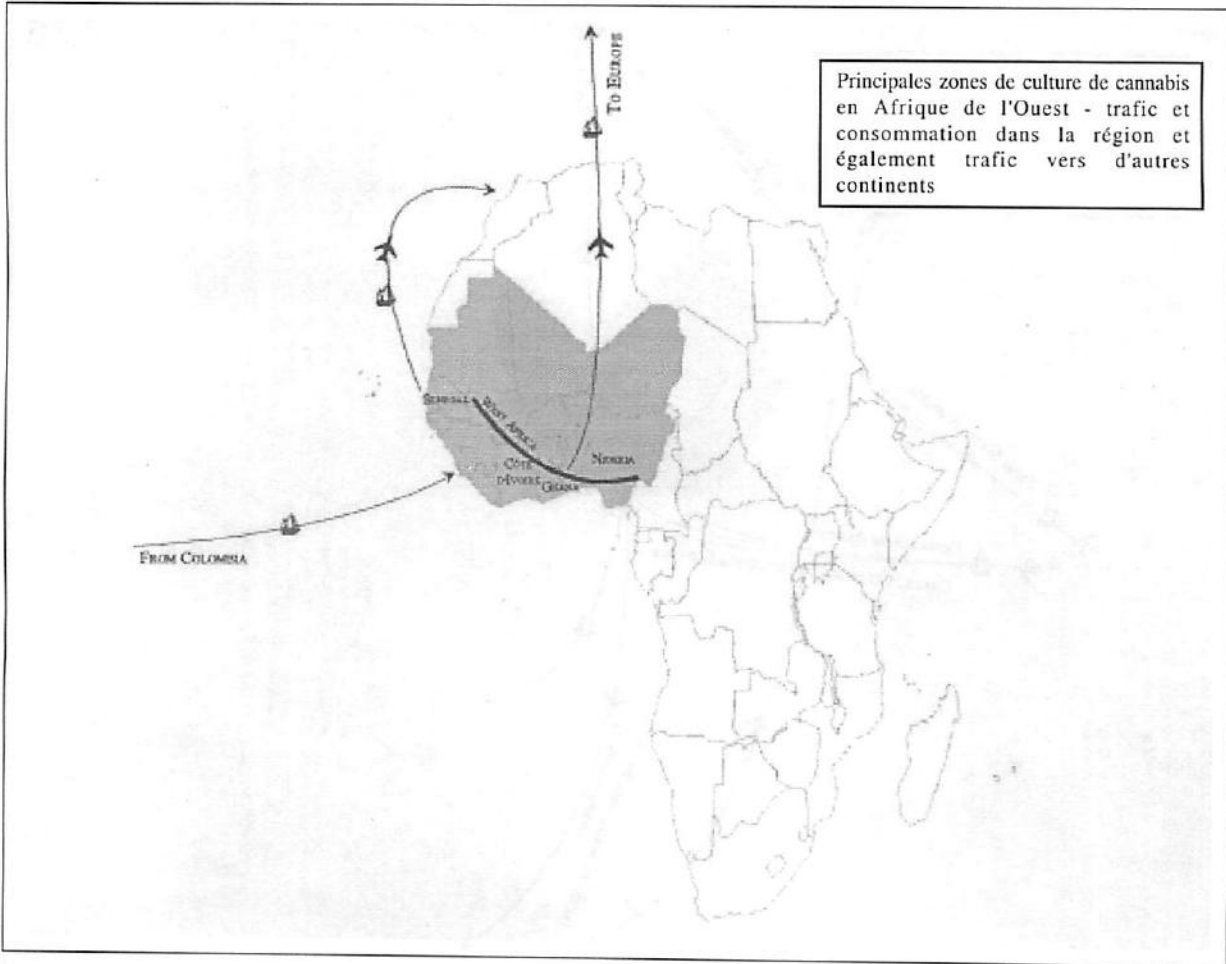 TO EUROPE
Principales zones de culture de cannabis
en Afrique de l'Ouest - trafic et
consommation dans la région et
également trafic vers d'autres
continents
SENEGAL
WEST AFRICA
CÔTE
D'IVOIRE
GHANA
NIGERIA
FROM COLOMBIA